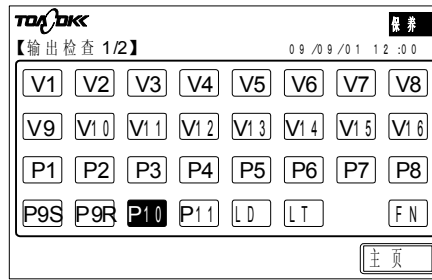 TOADKK 保养
【输出检查 1/2】 09/09/01 12:00
V1 V2 V3 V4 V5 V6 V7 V8
V9 V10 V11 V12 V13 V14 V15 V16
P1 P2 P3 P4 P5 P6 P7 P8
P9S P9R P10 P11 LD LT FN
主页